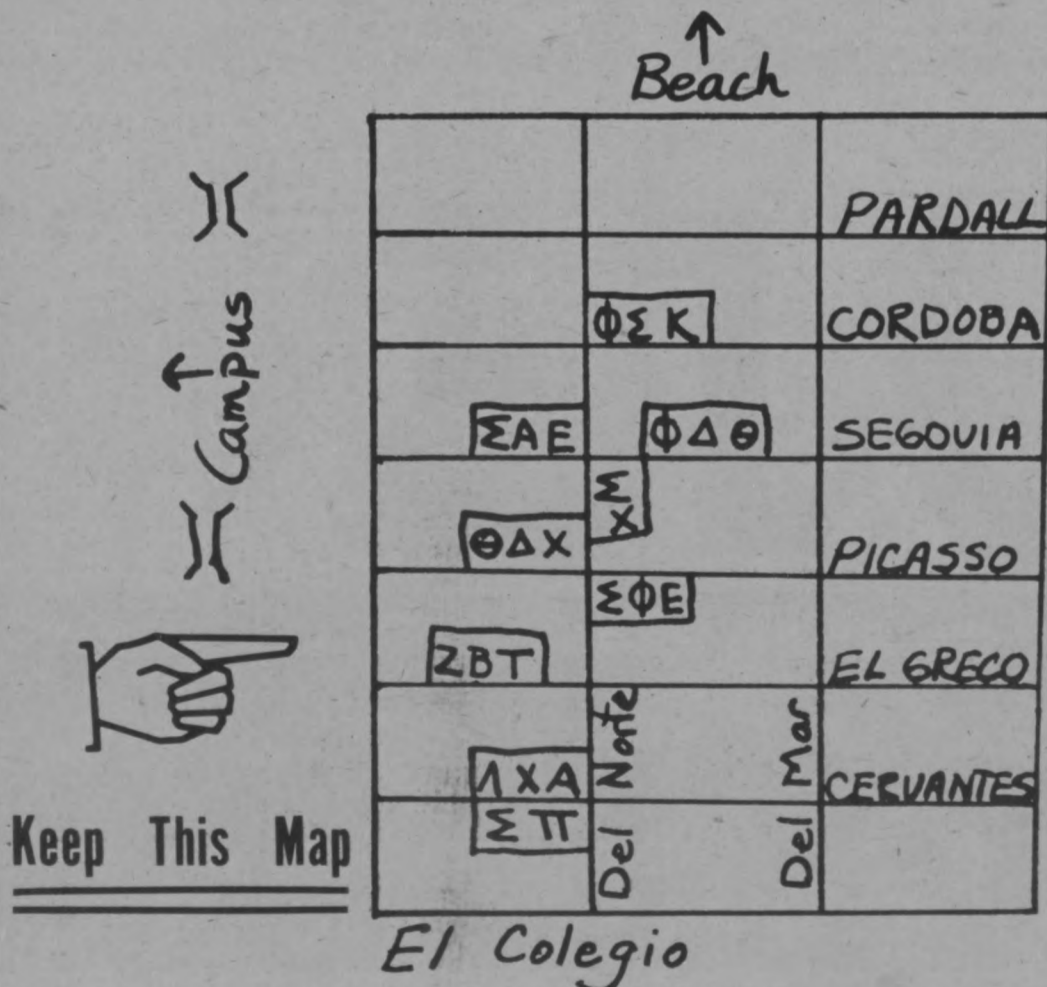 ↑
Beach
PARDALL
ΦΣΚ CORDOBA
ΣΑΕ ΦΔΘ SEGOVIA
↑
Campus
ΧΜ
ΘΔΧ PICASSO
ΣΦΕ
ΖΒΤ EL GRECO
Del Norte
Del Mar
ΛΧΑ CERVANTES
ΣΠ
Keep This Map
El Colegio